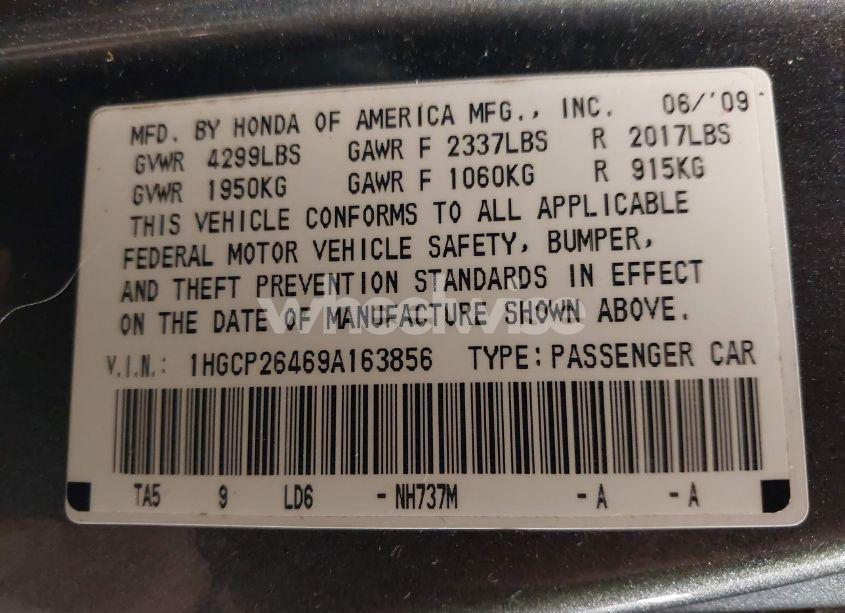 MFD. BY HONDA OF AMERICA MFG., INC. 06/'09
GVWR 4299LBS GAWR F 2337LBS R 2017LBS
GVWR 1950KG GAWR F 1060KG R 915KG
THIS VEHICLE CONFORMS TO ALL APPLICABLE
FEDERAL MOTOR VEHICLE SAFETY, BUMPER,
AND THEFT PREVENTION STANDARDS IN EFFECT
wheelwise
ON THE DATE OF MANUFACTURE SHOWN ABOVE.
V.I.N.: 1HGCP26469A163856 TYPE: PASSENGER CAR
TA5 9 LD6 -NH737M -A -A